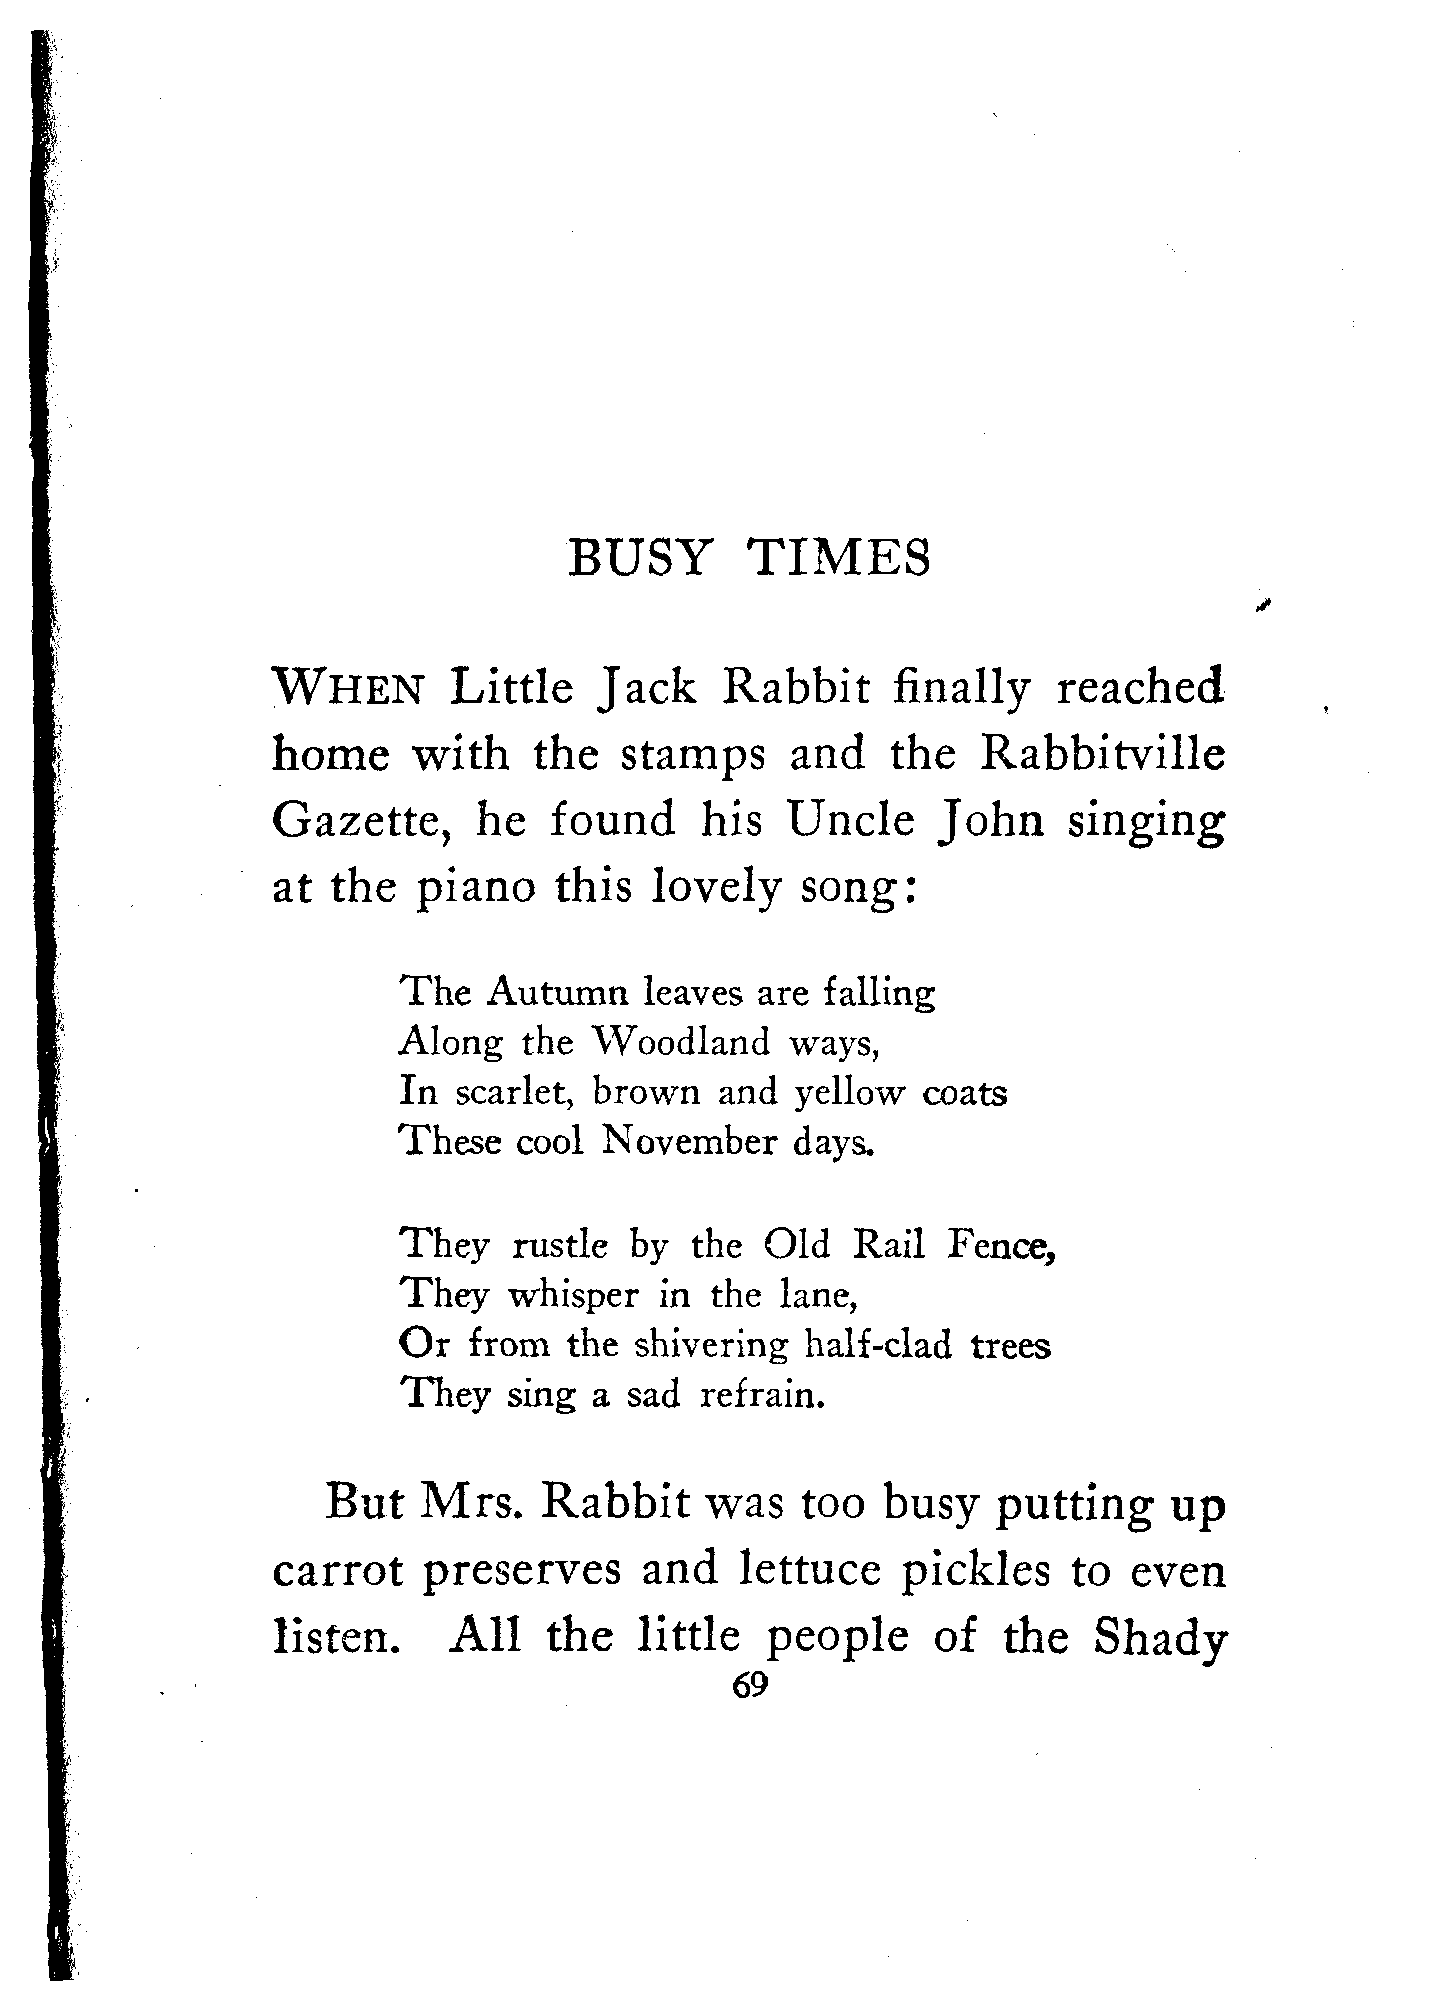 BUSY TIMES
WHEN Little Jack Rabbit finally reached
home with the stamps and the Rabbitville
Gazette, he found his Uncle John singing
at the piano this lovely song:
The Autumn leaves are falling
Along the Woodland ways,
In scarlet, brown and yellow coats
These cool November days.
They rustle by the Old Rail Fence,
They whisper in the lane,
Or from the shivering half-clad trees
They sing a sad refrain.
But Mrs. Rabbit was too busy putting up
carrot preserves and lettuce pickles to even
listen. All the little people of the Shady
69